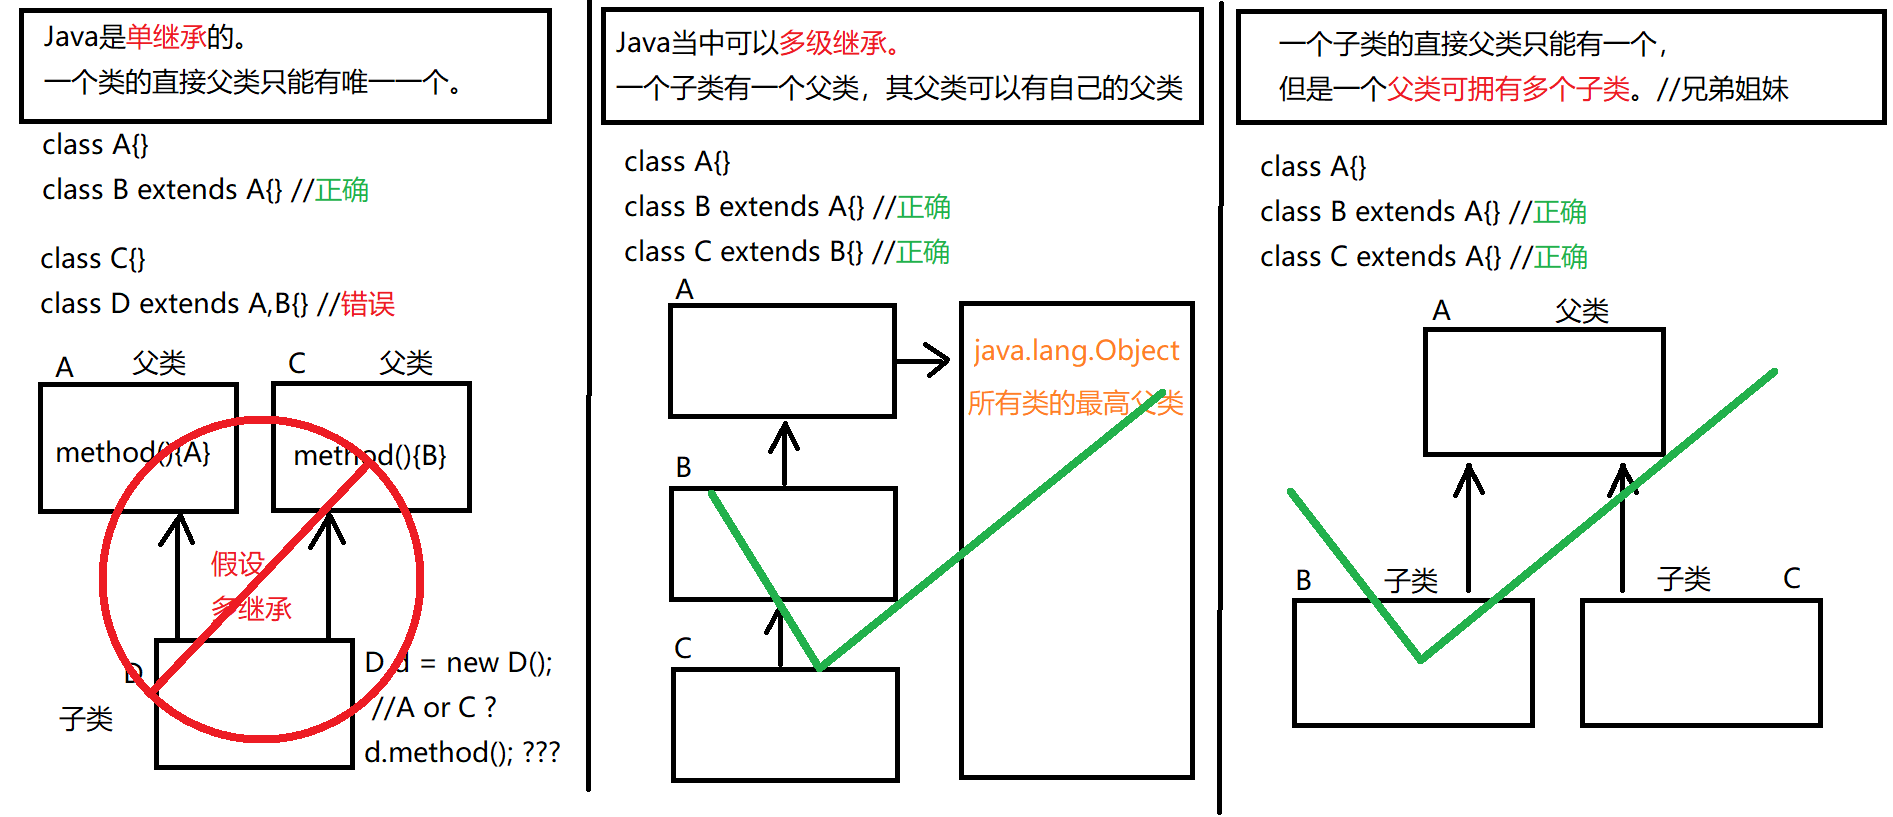 Java是单继承的。
一个类的直接父类只能有唯一一个。
class A{}
class B extends A{} //正确
class C{}
class D extends A,B{} //错误
A 父类 C 父类
method(){A} method(){B}
假设
多继承
D
子类
D d = new D();
//A or C ?
d.method(); ???
Java当中可以多级继承。
一个子类有一个父类，其父类可以有自己的父类
class A{}
class B extends A{} //正确
class C extends B{} //正确
A
java.lang.Object
所有类的最高父类
B
C
一个子类的直接父类只能有一个，
但是一个父类可拥有多个子类。//兄弟姐妹
class A{}
class B extends A{} //正确
class C extends A{} //正确
A 父类
B 子类 子类 C